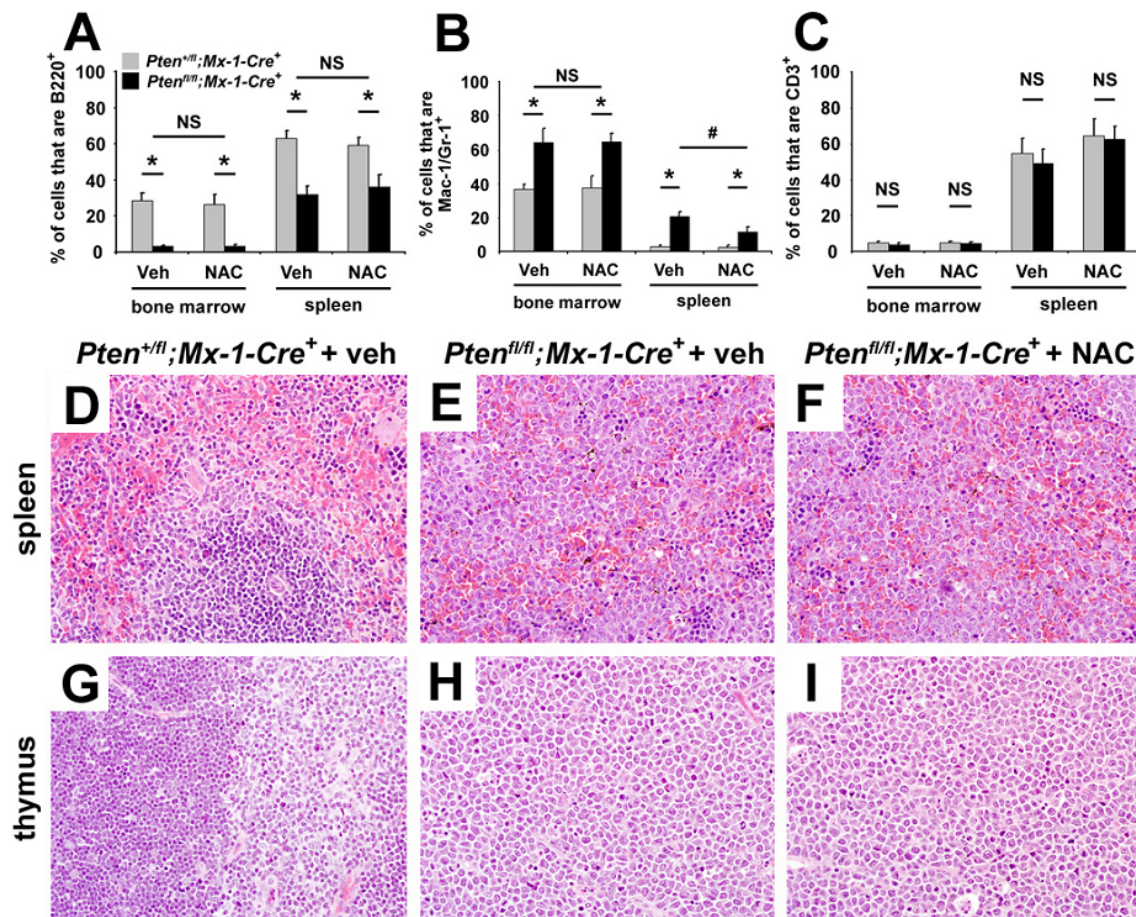 A
Pten+/fl;Mx-1-Cre+
Ptenfl/fl;Mx-1-Cre+
% of cells that are B220+
100
80
60
40
20
0
NS
NS
*
*
*
*
Veh NAC Veh NAC
bone marrow spleen
B
% of cells that are
Mac-1/Gr-1+
100
80
60
40
20
0
NS
*
*
#
*
*
Veh NAC Veh NAC
bone marrow spleen
C
% of cells that are CD3+
100
80
60
40
20
0
NS NS
NS NS
Veh NAC Veh NAC
bone marrow spleen
Pten+/fl;Mx-1-Cre+ + veh
Ptenfl/fl;Mx-1-Cre+ + veh
Ptenfl/fl;Mx-1-Cre+ + NAC
spleen
D
E
F
thymus
G
H
I